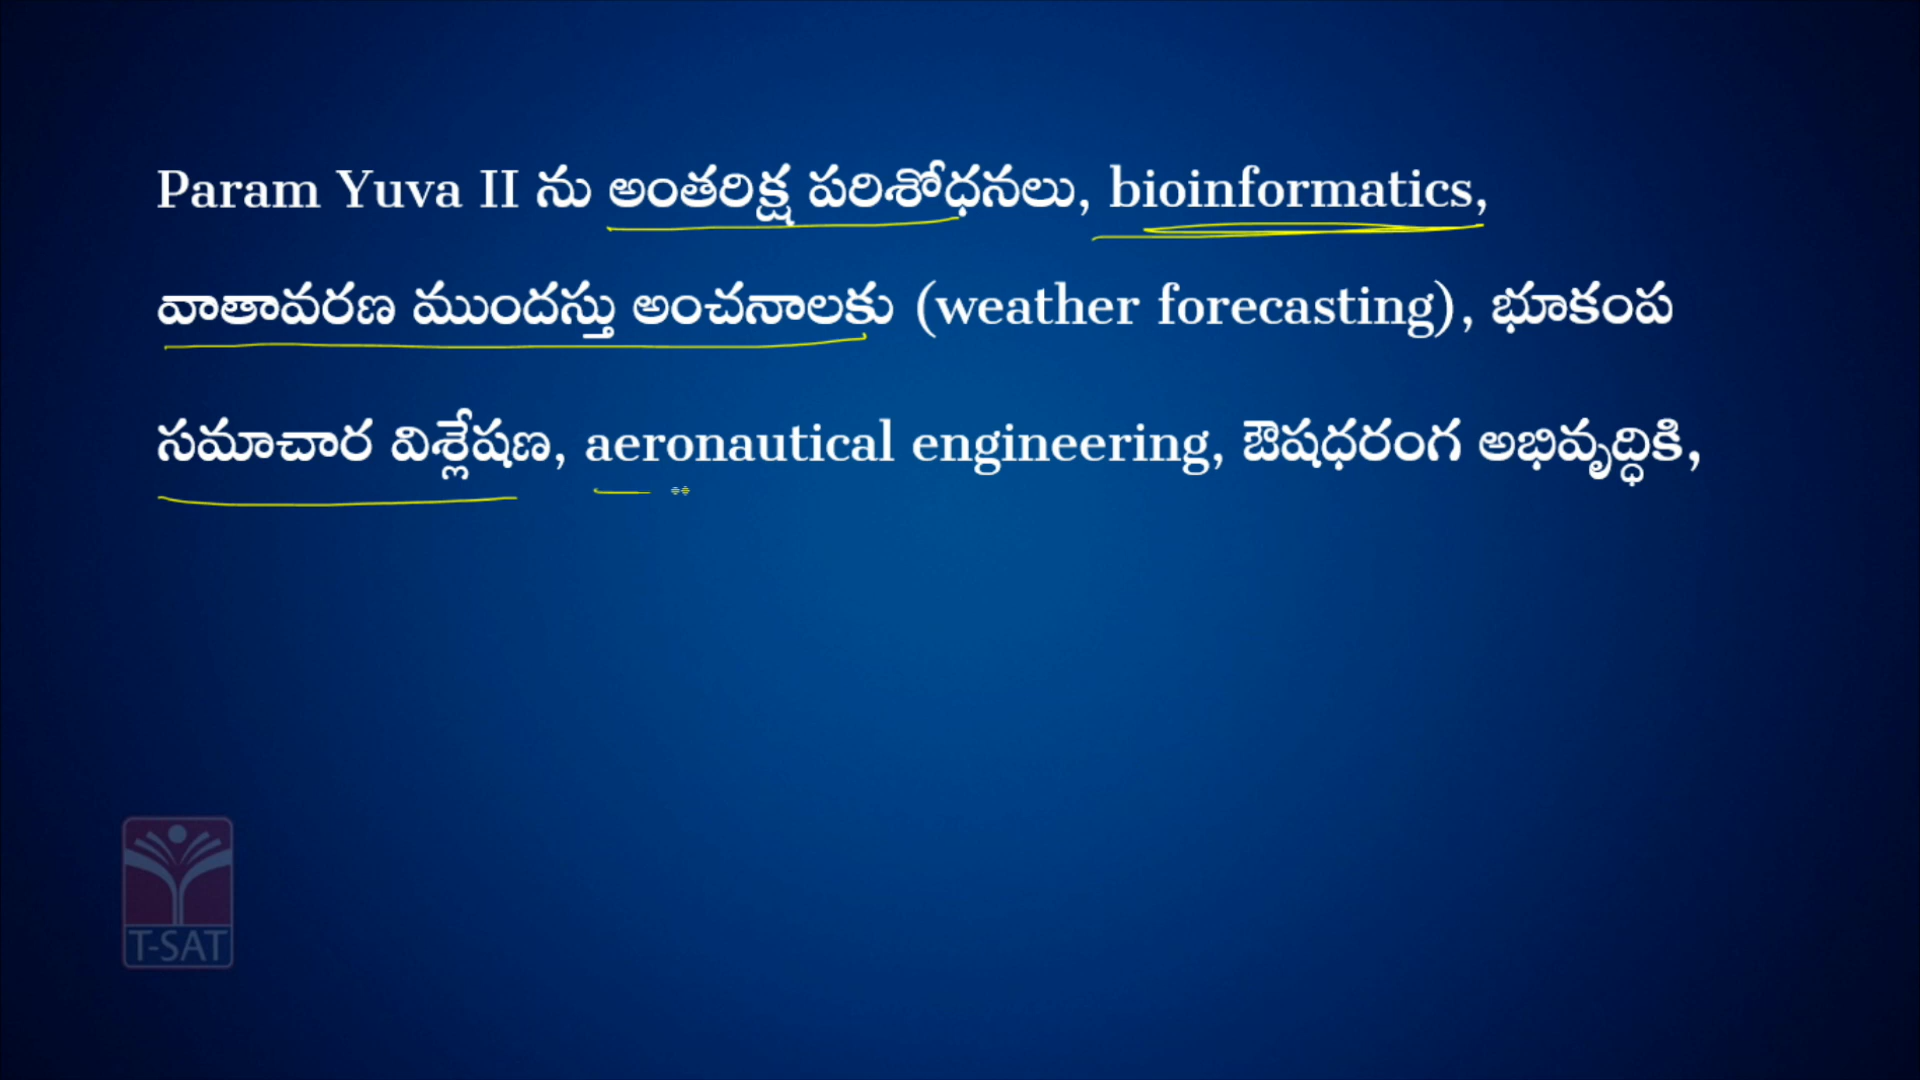 Param Yuva II ను అంతరిక్ష పరిశోధనలు, bioinformatics,
వాతావరణ ముందస్తు అంచనాలకు (weather forecasting), భూకంప
సమాచార విశ్లేషణ, aeronautical engineering, ఔషధరంగ అభివృద్ధికి,
T-SAT